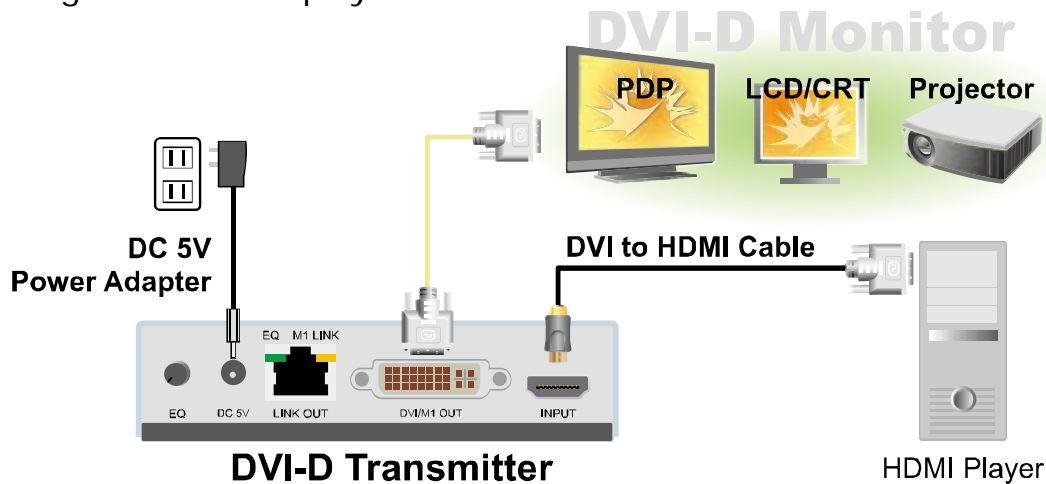 DVI-D Monitor
PDP
LCD/CRT
Projector
DC 5V
Power Adapter
DVI to HDMI Cable
EQ M1 LINK
EQ
DC 5V
LINK OUT
DVI/M1 OUT
INPUT
DVI-D Transmitter
HDMI Player